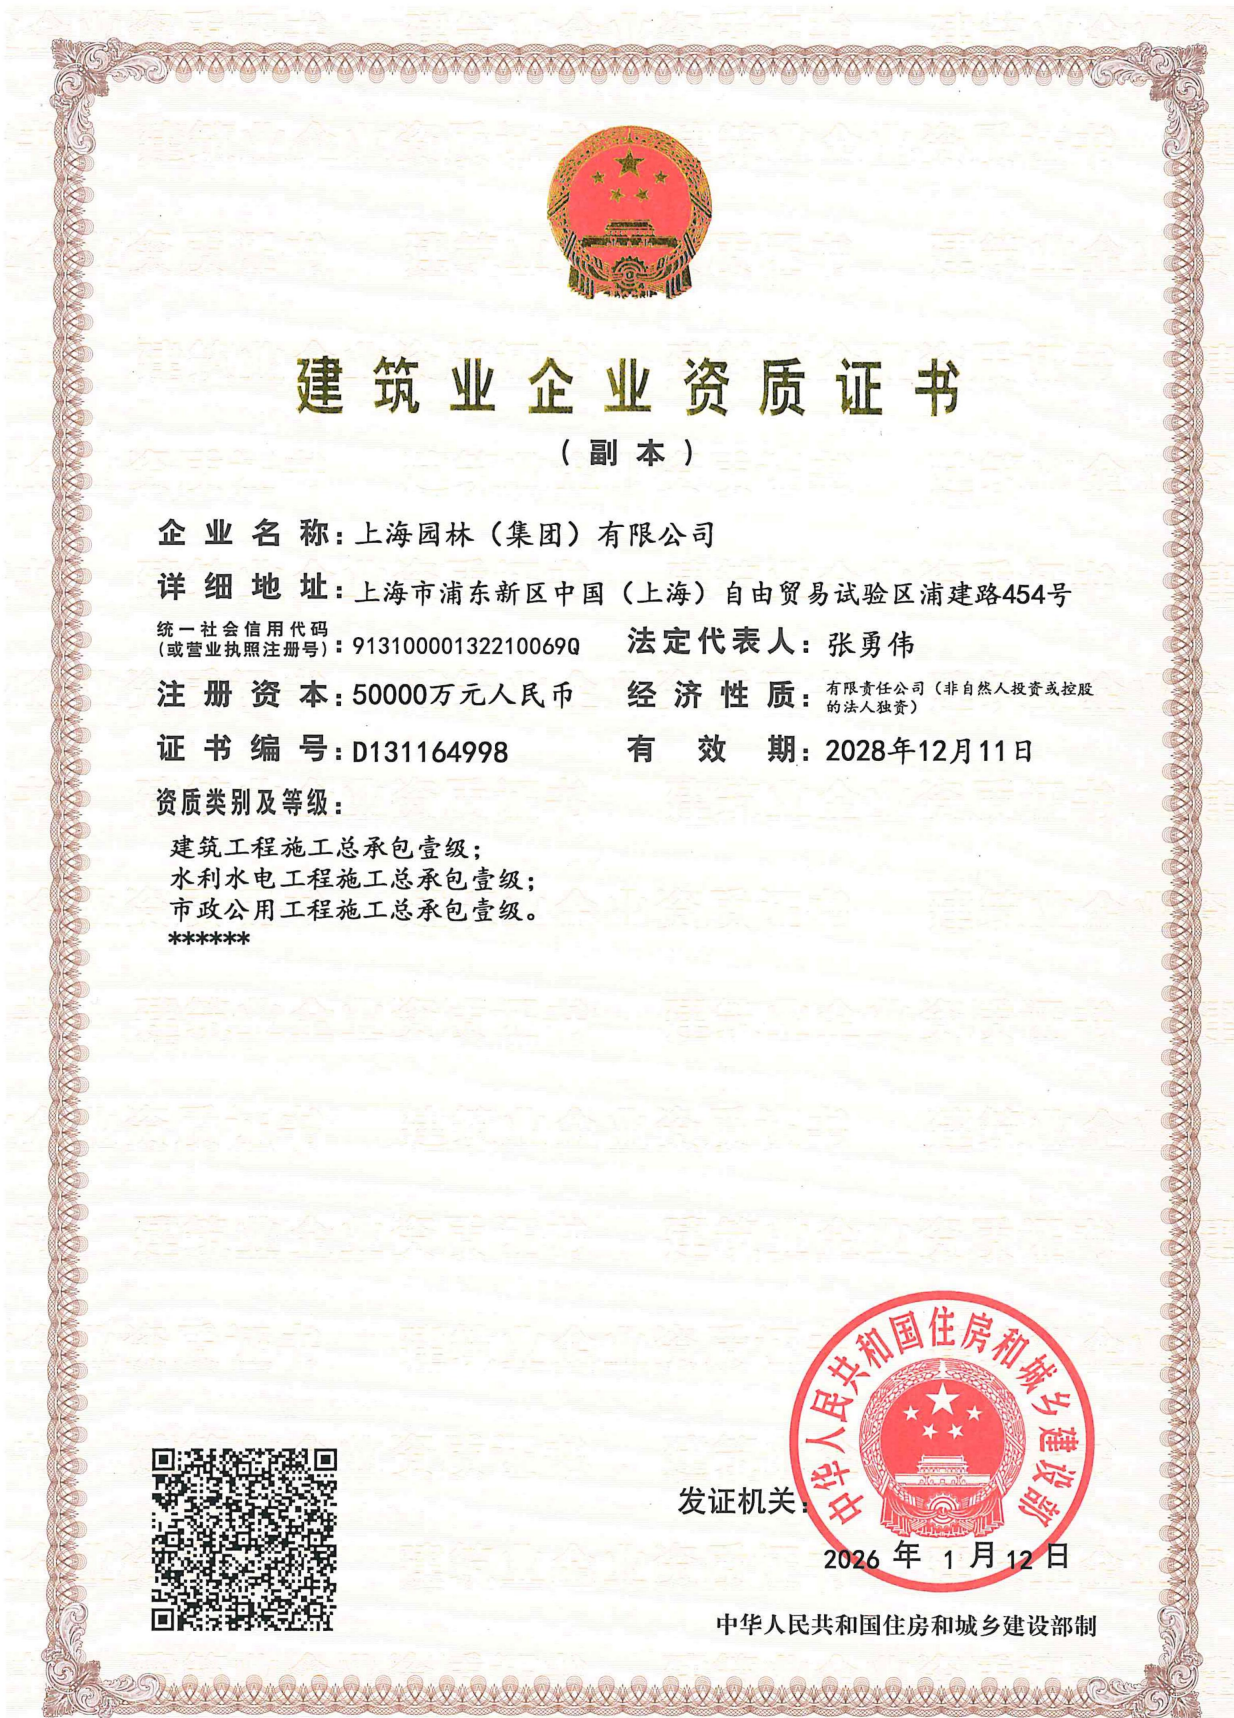 建筑业企业资质证书
（副本）
企业名称：上海园林（集团）有限公司
详细地址：上海市浦东新区中国（上海）自由贸易试验区浦建路454号
统一社会信用代码
(或营业执照注册号)：91310000132210069Q 法定代表人：张勇伟
注册资本：50000万元人民币 经济性质：有限责任公司（非自然人投资或控股
的法人独资）
证书编号：D131164998 有效期：2028年12月11日
资质类别及等级：
建筑工程施工总承包壹级；
水利水电工程施工总承包壹级；
市政公用工程施工总承包壹级。
******
中华人民共和国住房和城乡建设部
发证机关：
2026 年 1 月 12 日
中华人民共和国住房和城乡建设部制